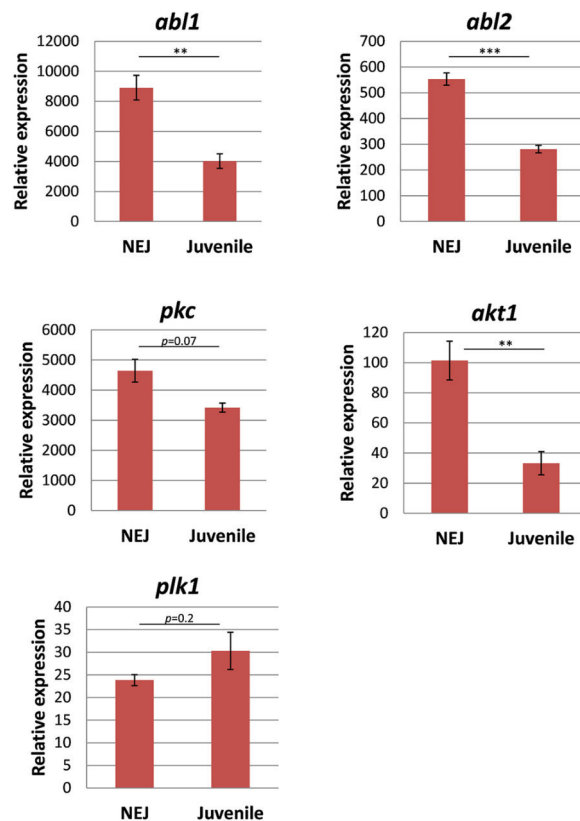 abl1
12000
10000
8000
6000
4000
2000
0
Relative expression
**
NEJ Juvenile
abl2
700
600
500
400
300
200
100
0
Relative expression
***
NEJ Juvenile
pkc
6000
5000
4000
3000
2000
1000
0
Relative expression
p=0.07
NEJ Juvenile
akt1
120
100
80
60
40
20
0
Relative expression
**
NEJ Juvenile
plk1
40
35
30
25
20
15
10
5
0
Relative expression
p=0.2
NEJ Juvenile